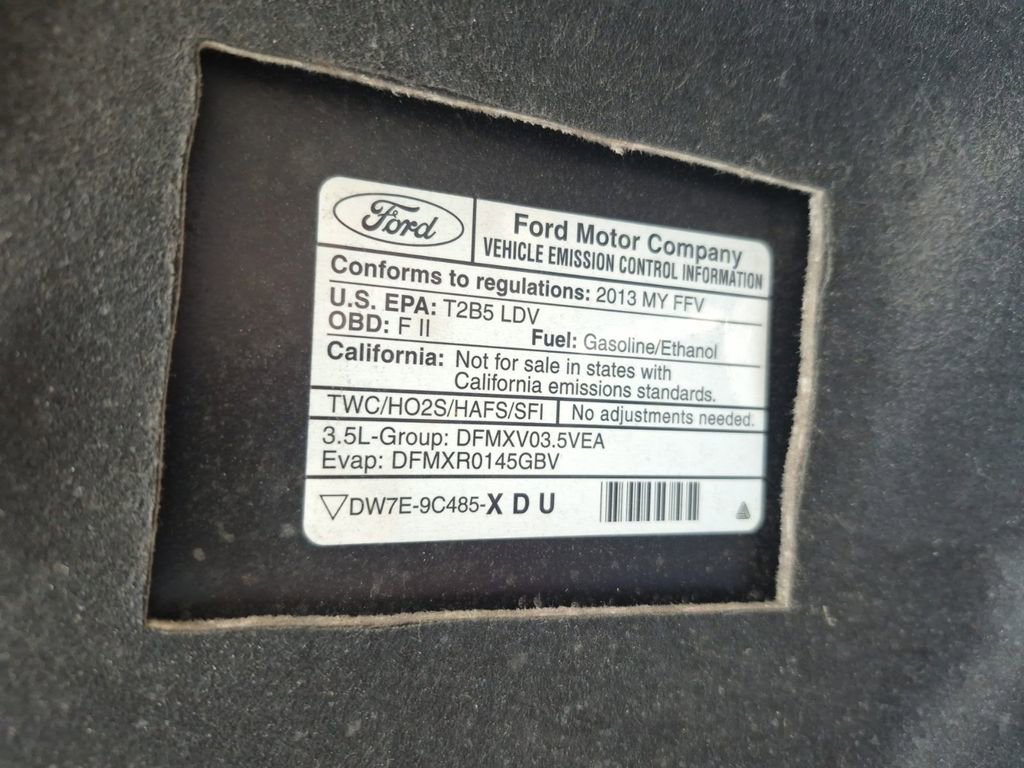 Ford
Ford Motor Company
VEHICLE EMISSION CONTROL INFORMATION
Conforms to regulations: 2013 MY FFV
U.S. EPA: T2B5 LDV
OBD: F II Fuel: Gasoline/Ethanol
California: Not for sale in states with
California emissions standards.
TWC/HO2S/HAFS/SFI No adjustments needed.
3.5L-Group: DFMXV03.5VEA
Evap: DFMXR0145GBV
DW7E-9C485-X D U